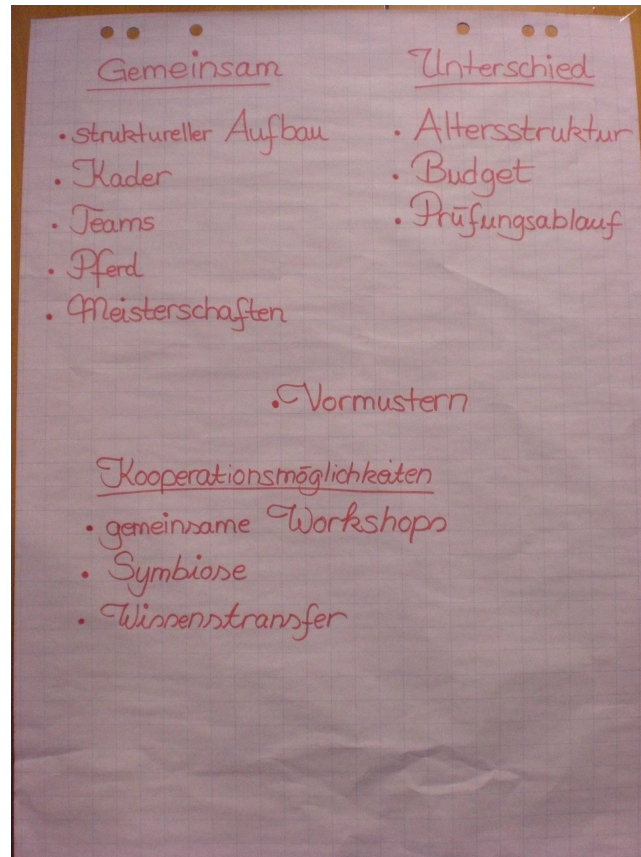 Gemeinsam
• struktureller Aufbau
• Kader
• Teams
• Pferd
• Meisterschaften
Unterschied
• Altersstruktur
• Budget
• Prüfungsablauf
• Vormustern
Kooperationsmöglichkeiten
• gemeinsame Workshops
• Symbiose
• Wissenstransfer